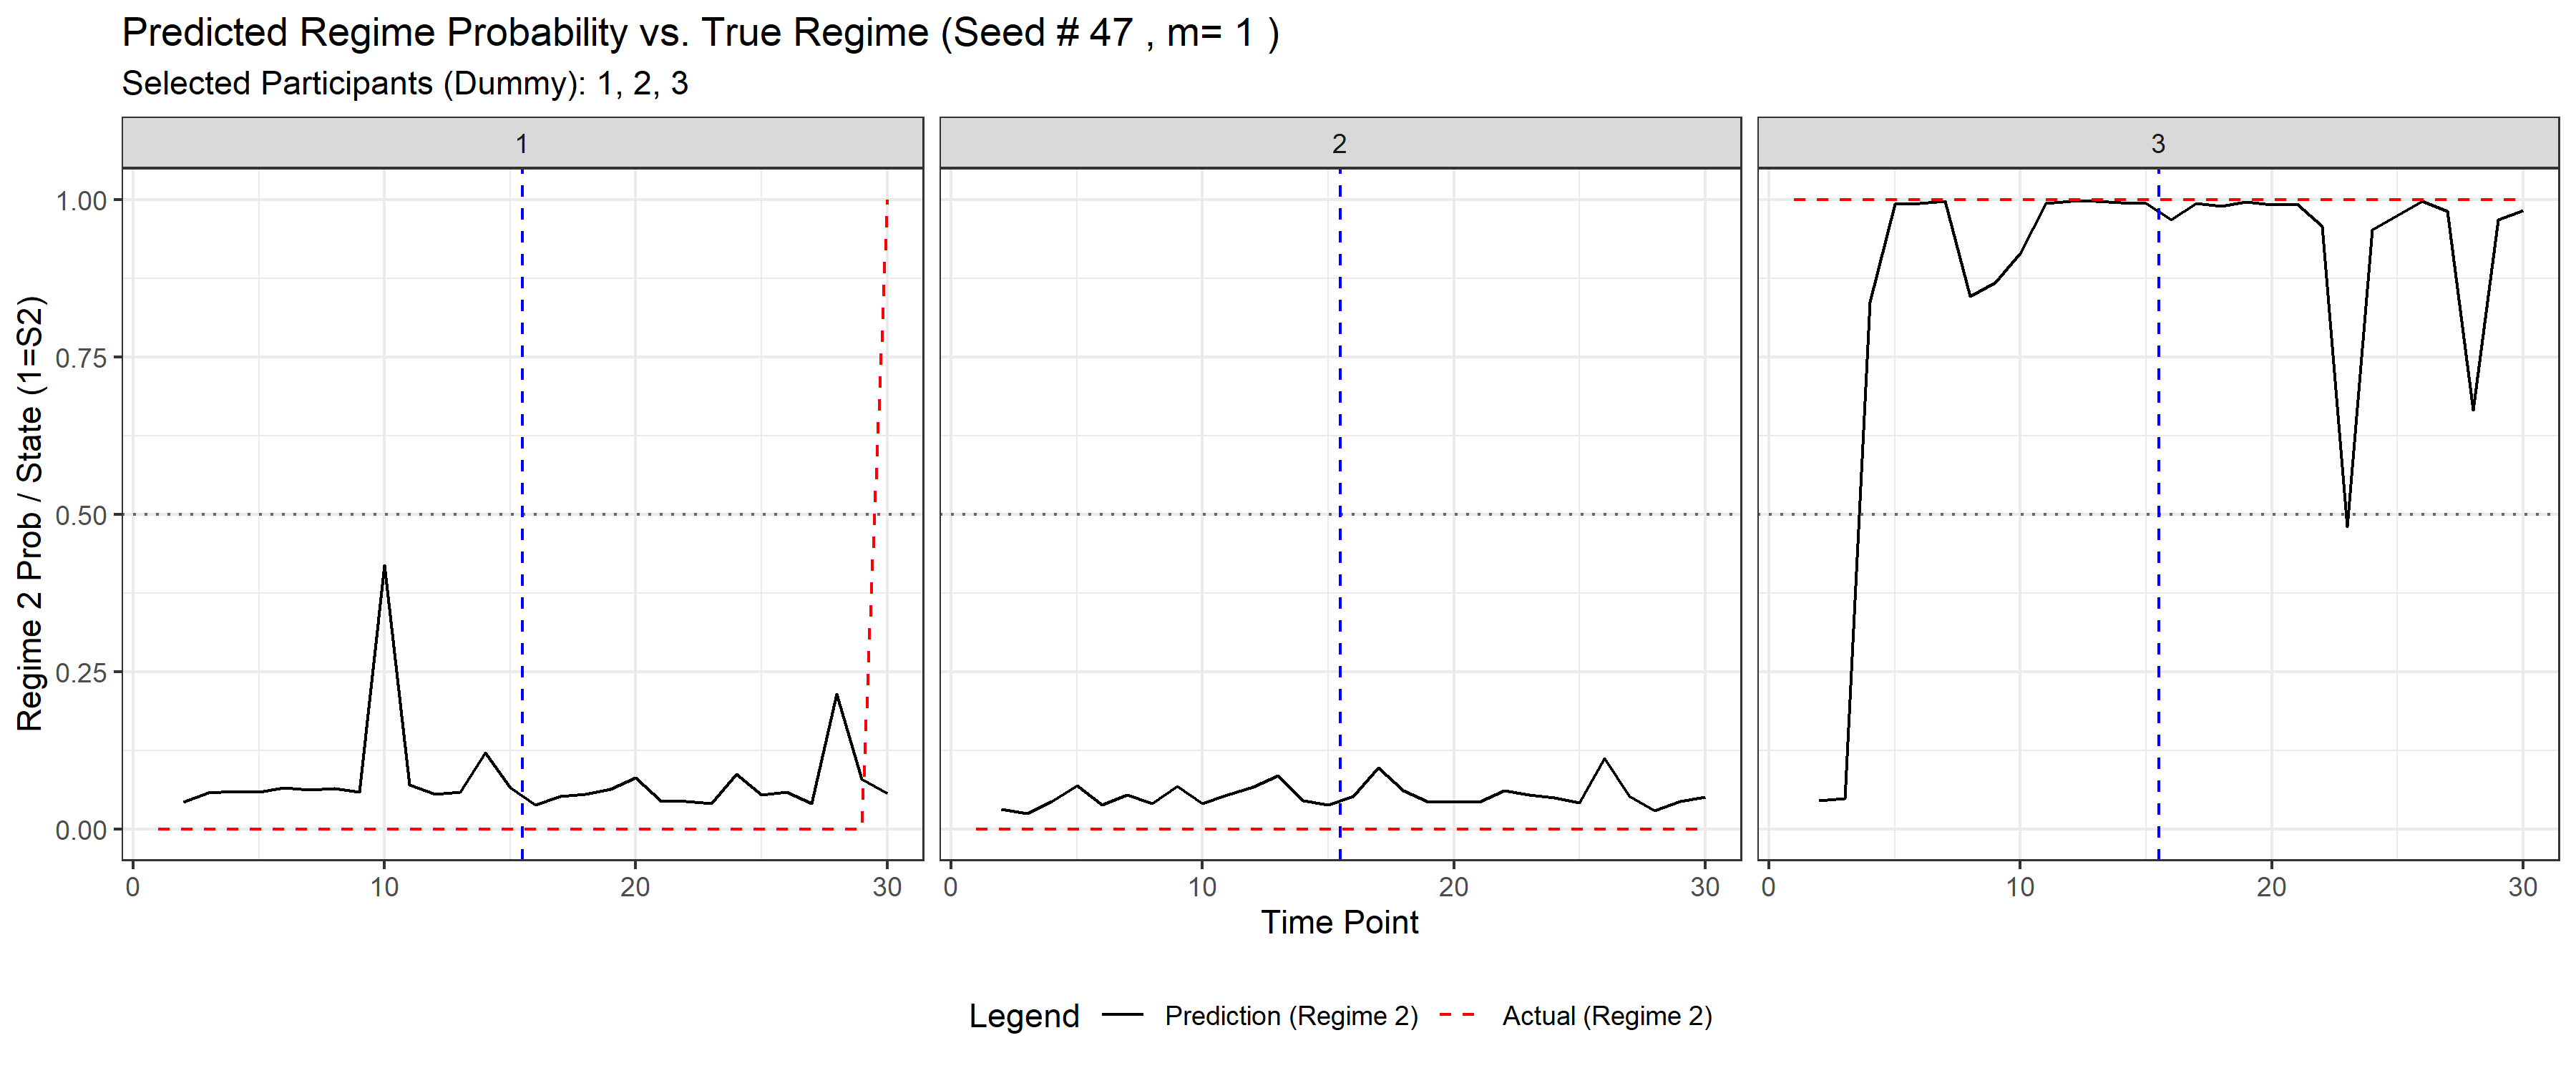 Predicted Regime Probability vs. True Regime (Seed # 47 , m= 1 )
Selected Participants (Dummy): 1, 2, 3
1 2 3
Regime 2 Prob / State (1=S2)
1.00
0.75
0.50
0.25
0.00
0 10 20 30 0 10 20 30 0 10 20 30
Time Point
Legend Prediction (Regime 2) Actual (Regime 2)